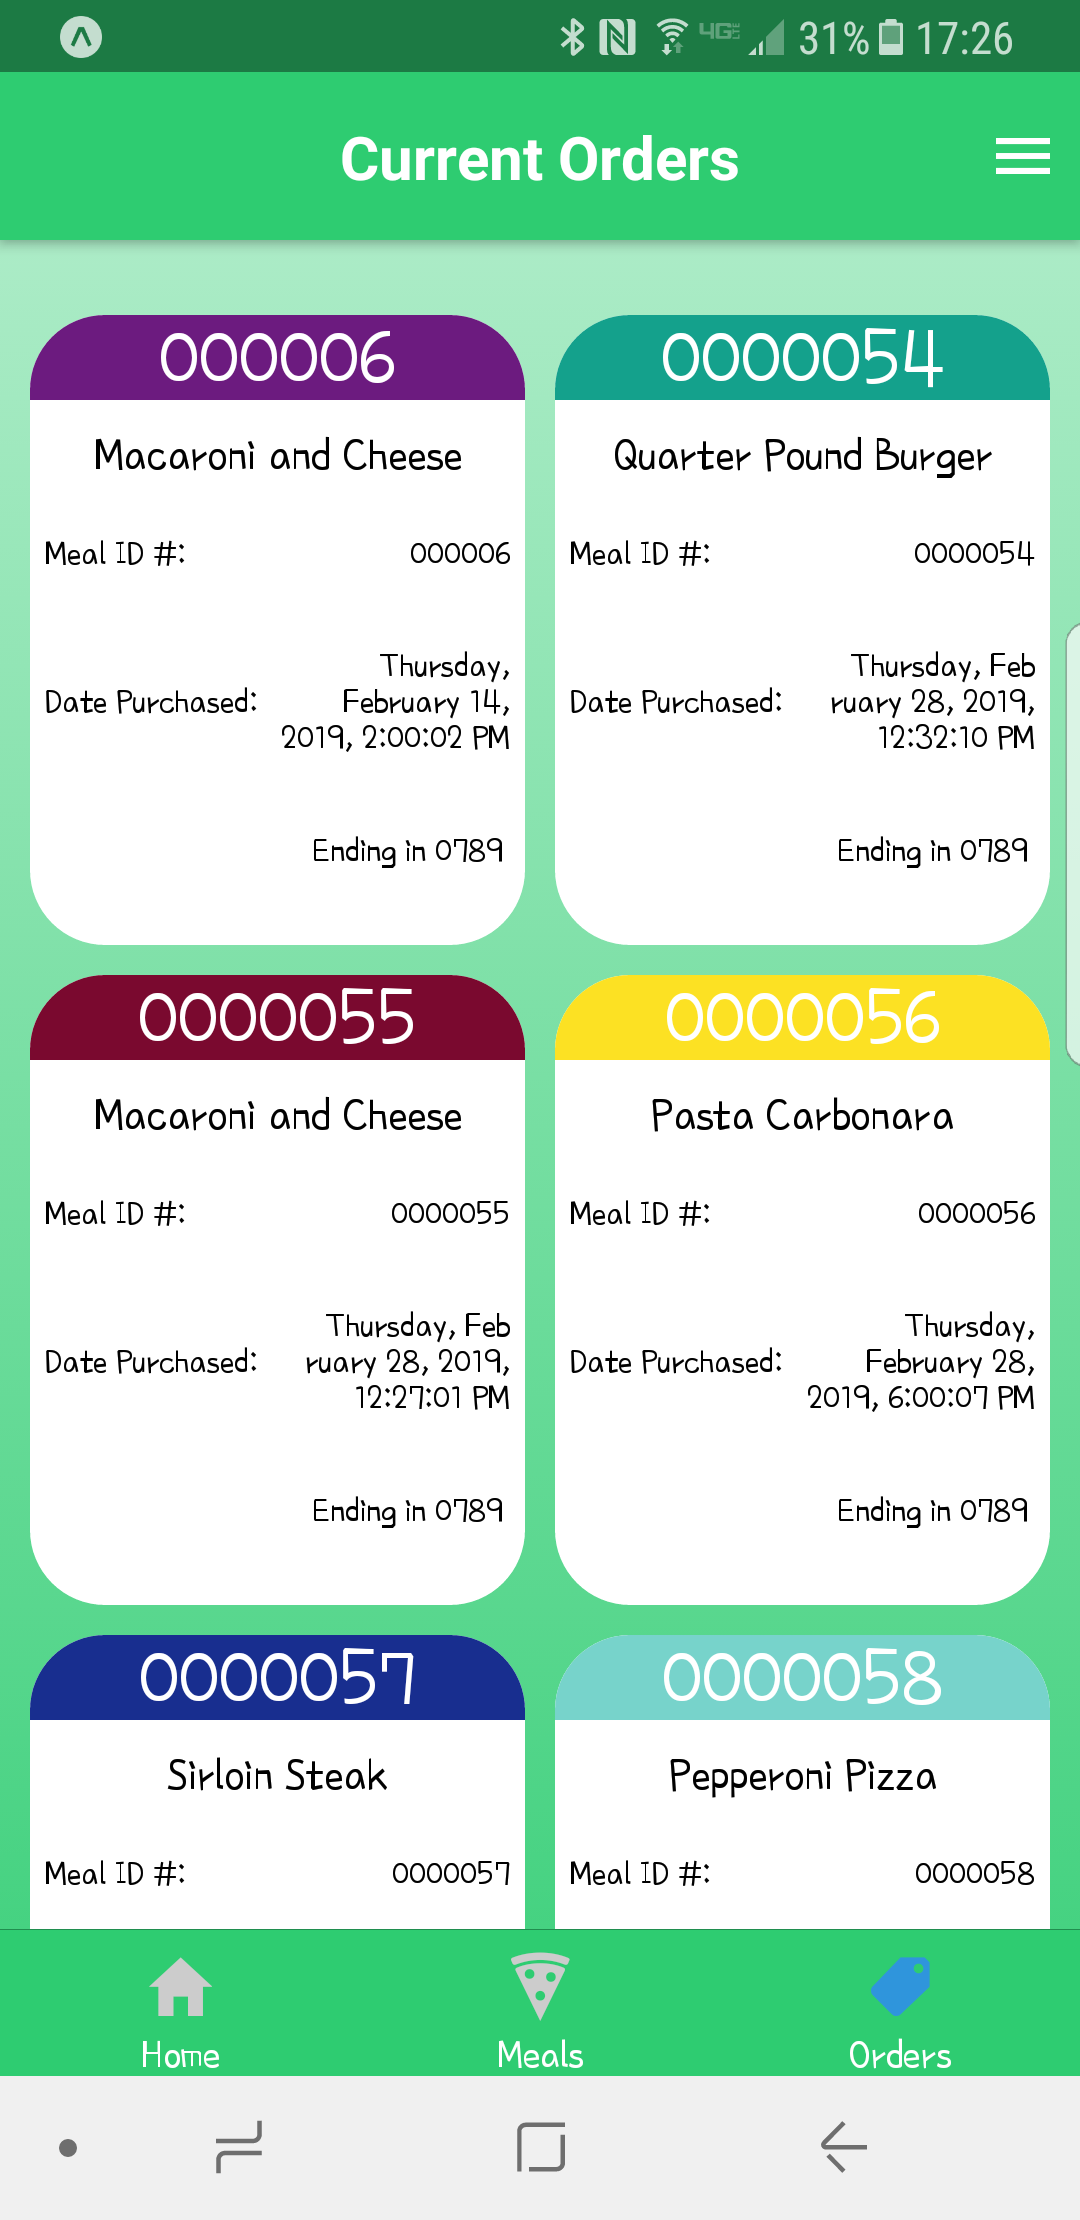 4G 31% 17:26
Current Orders
000006
Macaroni and Cheese
Meal ID #: 000006
Date Purchased: Thursday,
February 14,
2019, 2:00:02 PM
Ending in 0789
0000054
Quarter Pound Burger
Meal ID #: 0000054
Date Purchased: Thursday, Feb
ruary 28, 2019,
12:32:10 PM
Ending in 0789
0000055
Macaroni and Cheese
Meal ID #: 0000055
Date Purchased: Thursday, Feb
ruary 28, 2019,
12:27:01 PM
Ending in 0789
0000056
Pasta Carbonara
Meal ID #: 0000056
Date Purchased: Thursday,
February 28,
2019, 6:00:07 PM
Ending in 0789
0000057
Sirloin Steak
Meal ID #: 0000057
0000058
Pepperoni Pizza
Meal ID #: 0000058
Home
Meals
Orders